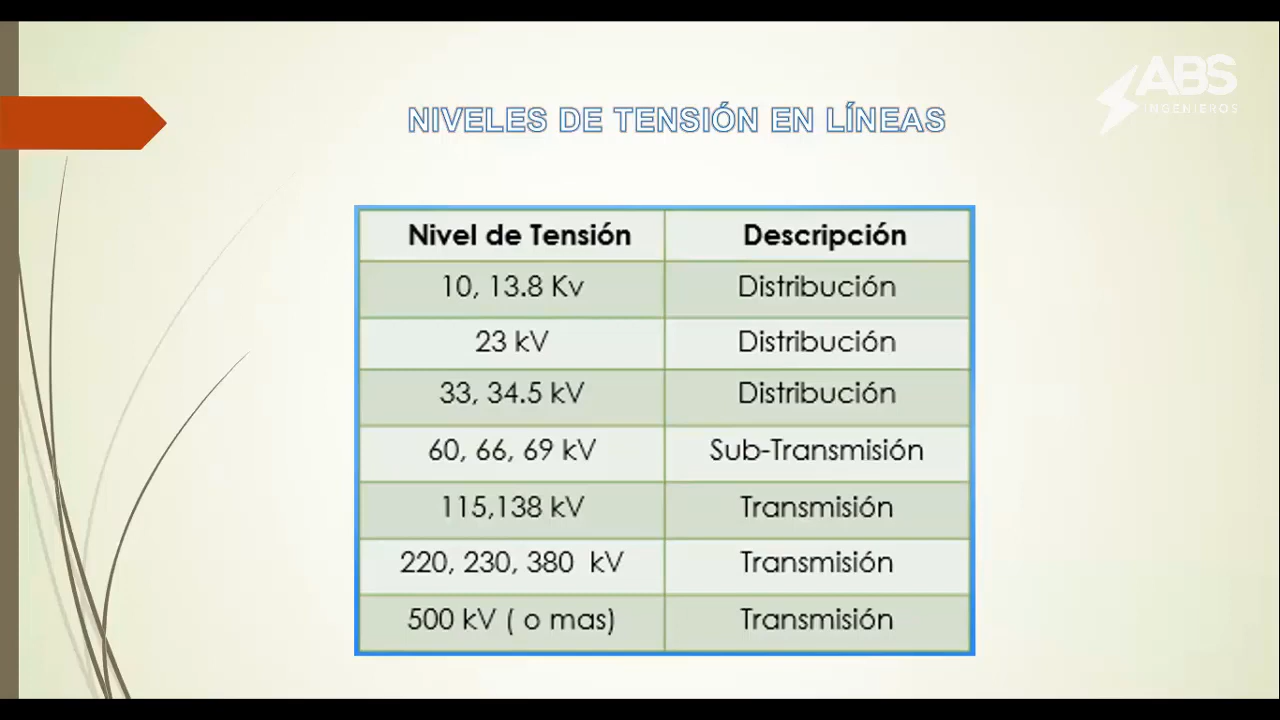 ABS
INGENIEROS
NIVELES DE TENSIÓN EN LÍNEAS
Nivel de Tensión Descripción
10, 13.8 Kv Distribución
23 kV Distribución
33, 34.5 kV Distribución
60, 66, 69 kV Sub-Transmisión
115,138 kV Transmisión
220, 230, 380 kV Transmisión
500 kV ( o mas) Transmisión